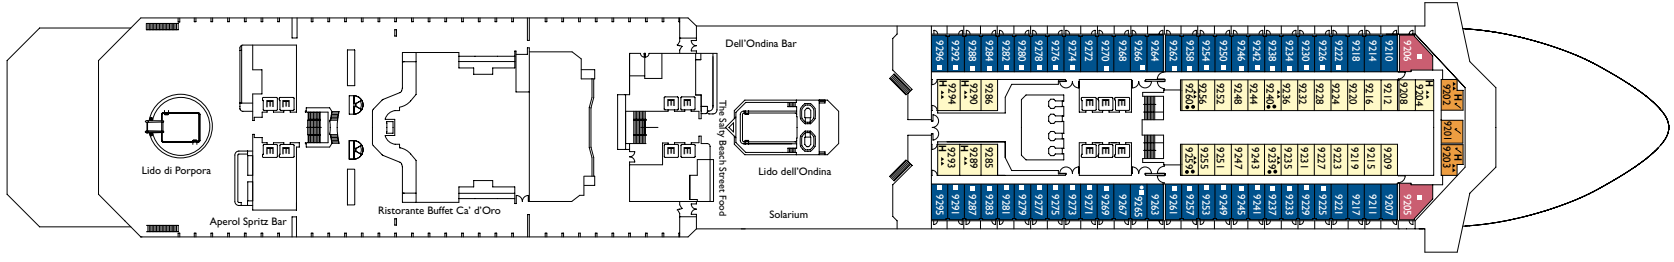 Dell'Ondina Bar
Lido di Porpora
Aperol Spritz Bar
Ristorante Buffet Ca' d'Oro
The Salty Beach Street Food
Lido dell'Ondina
Solarium
E E E E E E E E E E E E E E
9296 9292 9288 9284 9282 9280 9278 9276 9274 9272 9270 9268 9266 9264 9262 9258 9254 9250 9246 9242 9238 9234 9230 9226 9222 9218 9214 9210 9206
H 9294 H 9290 9286 9260 9256 9252 9248 9244 9240 9236 9232 9228 9224 9220 9216 9212 9208 9204 H
9202 H
9201
9203 H
H 9293 H 9289 9285 9259 9255 9251 9247 9243 9239 9235 9231 9227 9223 9219 9215 9209
9295 9291 9287 9283 9281 9279 9277 9275 9273 9271 9269 9267 9265 9263 9261 9257 9253 9249 9245 9241 9237 9233 9229 9225 9221 9217 9211 9207 9205